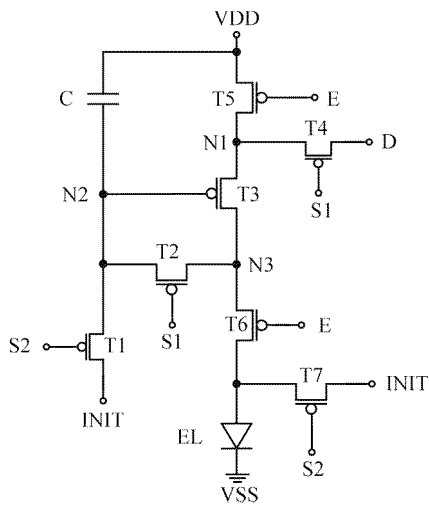 VDD
C
T5
E
N1
T4
D
N2
T3
S1
T2
N3
S1
T6
E
S2
T1
T7
INIT
INIT
EL
S2
VSS